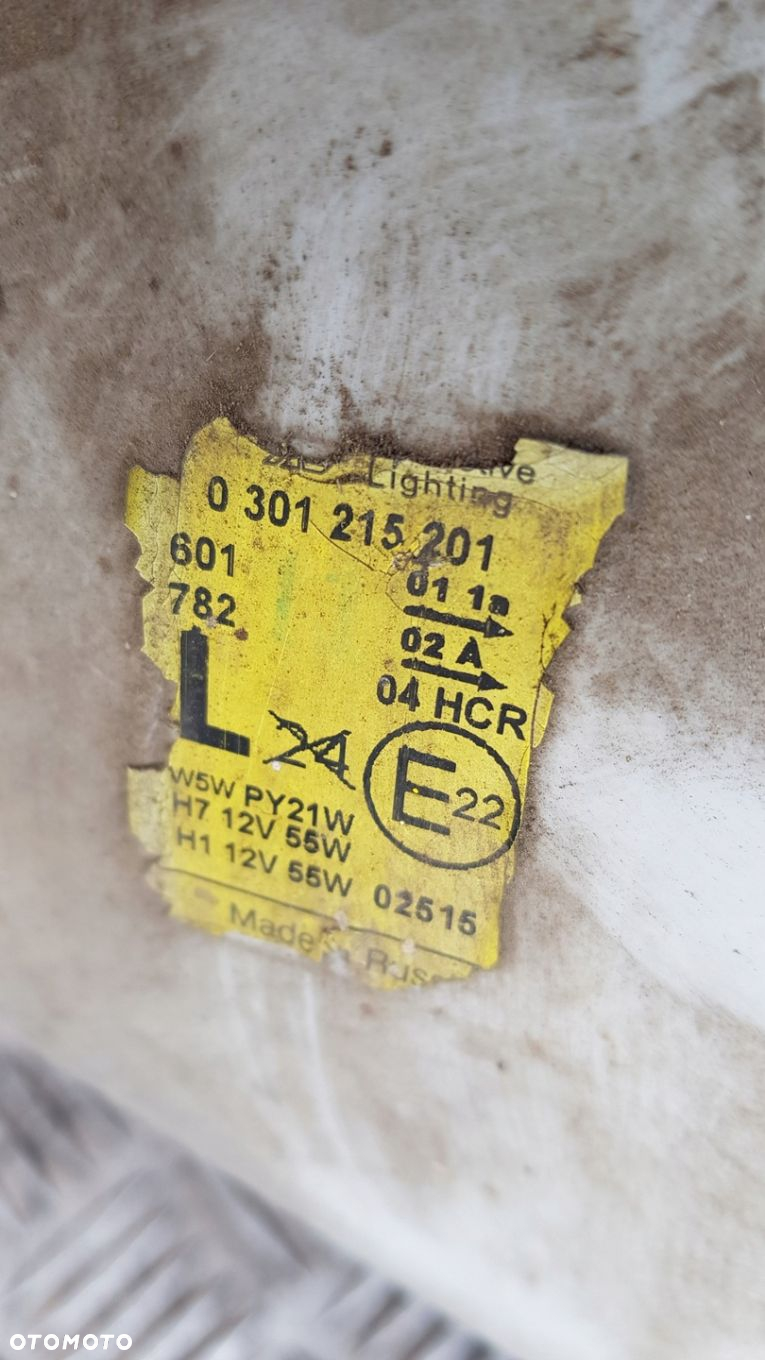 Lighting
0 301 215 201
601
782
01 1a
02 A
04 HCR
L
24
E22
W5W PY21W
H7 12V 55W
H1 12V 55W
02515
Made
OTOMOTO